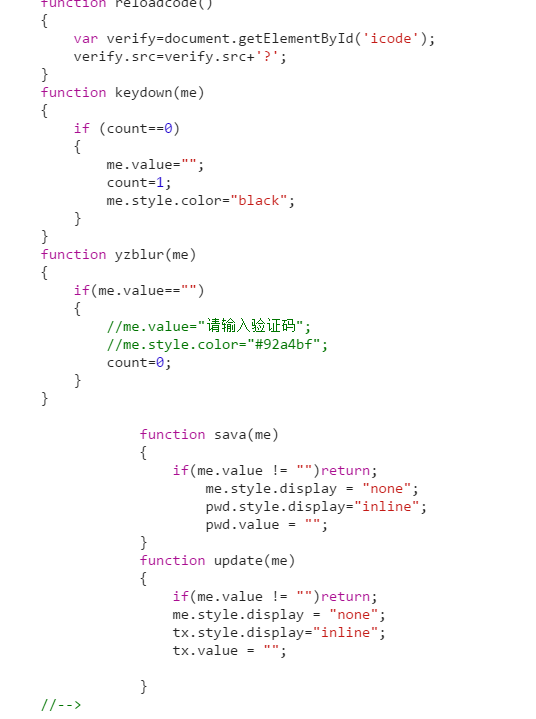 function reloadcode()
{
    var verify=document.getElementById('icode');
    verify.src=verify.src+'?';
}
function keydown(me)
{
    if (count==0)
    {
        me.value="";
        count=1;
        me.style.color="black";
    }
}
function yzblur(me)
{
    if(me.value=="")
    {
        //me.value="请输入验证码";
        //me.style.color="#92a4bf";
        count=0;
    }
}
            function sava(me)
            {
                if(me.value != "")return;
                    me.style.display = "none";
                    pwd.style.display="inline";
                    pwd.value = "";
            }
            function update(me)
            {
                if(me.value != "")return;
                me.style.display = "none";
                tx.style.display="inline";
                tx.value = "";
            }
//-->